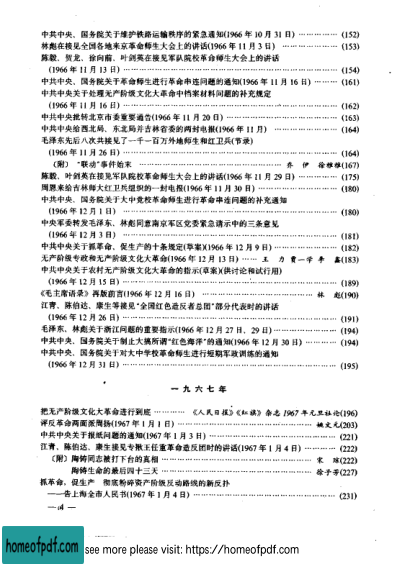 中共中央、国务院关于维护铁路运输秩序的紧急通知(1966 年 10 月 31 日) ……………… (152)
林彪在接见全国各地来京革命师生大会上的讲话(1966 年 11 月 3 日) ……………… (153)
陈毅、贺龙、徐向前、叶剑英在接见军队院校革命师生大会上的讲话
(1966 年 11 月 13 日) ……………… (154)
中共中央、国务院关于革命师生进行革命串连问题的通知(1966 年 11 月 16 日) ………… (161)
中共中央关于处理无产阶级文化大革命中档案材料问题的补充规定
(1966 年 11 月 16 日) ……………… (162)
中共中央批转北京市委重要通告(1966 年 11 月 20 日) ……………… (163)
中共中央给西北局、东北局并吉林省委的两封电报(1966 年 11 月) ……………… (164)
毛泽东先后八次共接见了一千一百万外地师生和红卫兵(节录)
(1966 年 11 月 26 日) ……………… (164)
(附) “联动”事件始末 ……………… 乔 伊 徐雅雅(167)
陈毅、叶剑英在接见军队院校革命师生大会上的讲话(1966 年 11 月 29 日) ………… (175)
周恩来给吉林师大红卫兵组织的一封电报(1966 年 11 月 30 日) ……………… (180)
中共中央、国务院关于大中党校革命师生进行革命串连问题的补充通知
(1966 年 12 月 1 日) ……………… (180)
中央军委转发毛泽东、林彪同意南京军区党委紧急请示中的三条意见
(1966 年 12 月 3 日) ……………… (181)
中共中央关于抓革命、促生产的十条规定(草案)(1966 年 12 月 9 日) ……………… (182)
无产阶级专政和无产阶级文化大革命(1966 年 12 月 13 日) …… 王 力 贾一学 李 鑫(183)
中共中央关于农村无产阶级文化大革命的指示(草案)(供讨论和试行用)
(1966 年 12 月 15 日) ……………… (189)
《毛主席语录》再版前言(1966 年 12 月 16 日) ……………… 林 彪(190)
江青、陈伯达、康生等接见“全国红色造反者总团”部分代表时的谈话
(1966 年 12 月 26 日) ……………… (191)
毛泽东、林彪关于浙江问题的重要指示(1966 年 12 月 27 日、29 日) ……………… (194)
中共中央、国务院关于制止大搞所谓“红色海洋”的通知(1966 年 12 月 30 日) ………… (194)
中共中央、国务院关于对大中学校革命师生进行短期军政训练的通知
(1966 年 12 月 31 日) ……………… (195)
一九六七年
把无产阶级文化大革命进行到底 ………… 《人民日报》《红旗》杂志 1967 年元旦社论(196)
评反革命两面派周扬(1967 年 1 月 1 日) ……………… 姚文元(203)
中共中央关于报纸问题的通知(1967 年 1 月 3 日) ……………… (221)
江青、陈伯达、康生接见专揪王任重革命造反团时的讲话(1967 年 1 月 4 日) ………… (222)
(附) 陶铸同志被打下台的真相 ……………… 宋 琼(222)
陶铸生命的最后四十三天 ……………… 徐子芳(227)
抓革命,促生产 彻底粉碎资产阶级反动路线的新反扑
——告上海全市人民书(1967 年 1 月 4 日) ……………… (231)
— i4 —
homeofpdf.com
see more please visit: https://homeofpdf.com